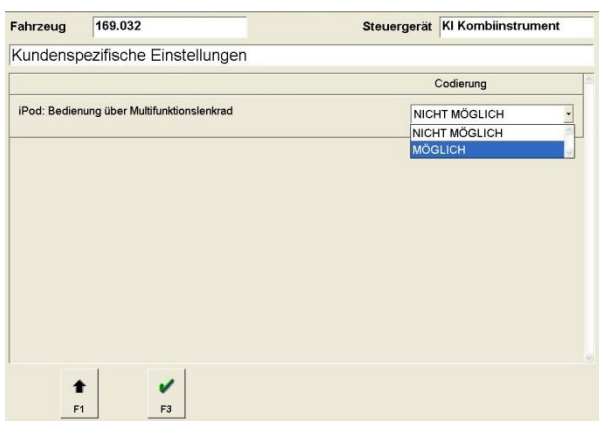 Fahrzeug 169.032 Steuergerät KI Kombiinstrument
Kundenspezifische Einstellungen
Codierung
iPod: Bedienung über Multifunktionslenkrad NICHT MÖGLICH
NICHT MÖGLICH
MÖGLICH
F1 F3